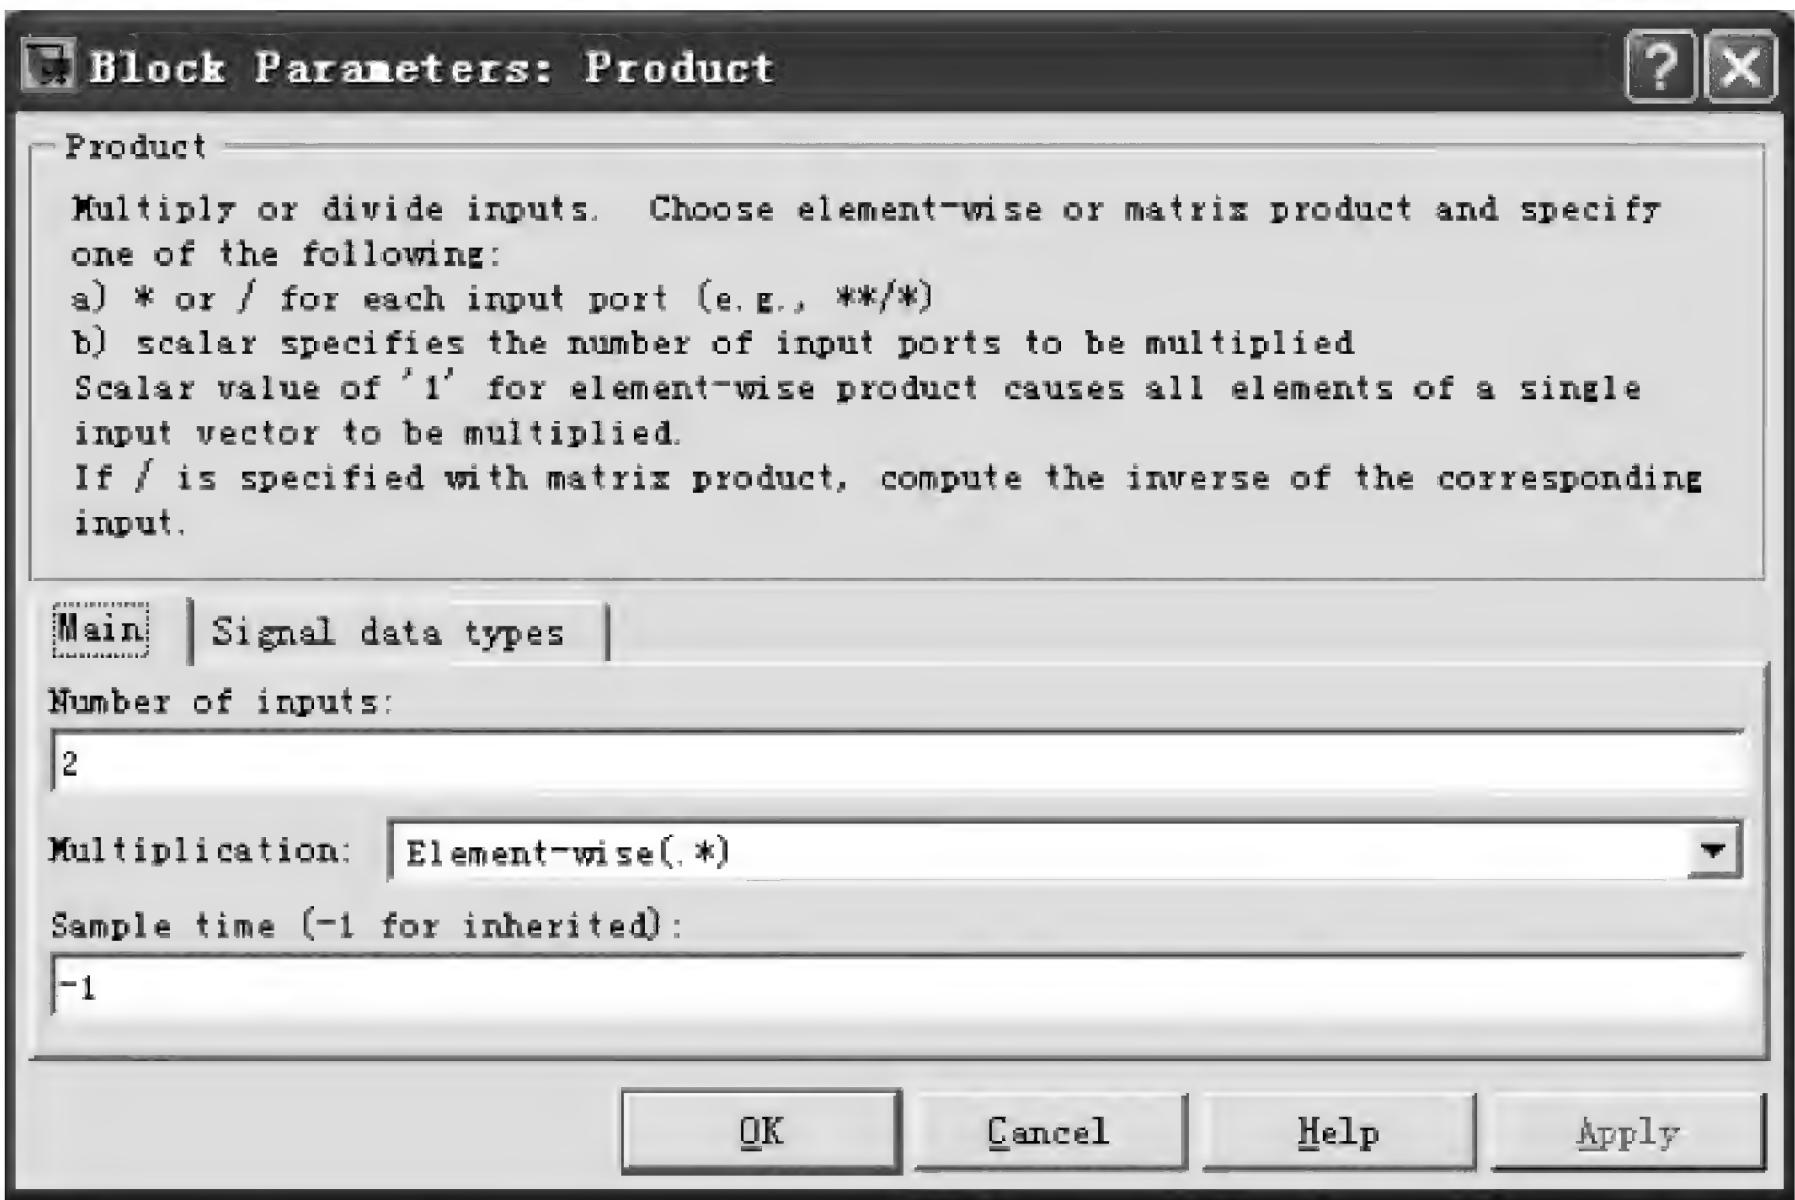 Block Parameters: Product
Product
Multiply or divide inputs. Choose element-wise or matrix product and specify
one of the following:
a) * or / for each input port (e.g., **/*)
b) scalar specifies the number of input ports to be multiplied
Scalar value of '1' for element-wise product causes all elements of a single
input vector to be multiplied.
If / is specified with matrix product, compute the inverse of the corresponding
input.
Main Signal data types
Number of inputs:
2
Multiplication: Element-wise(.*)
Sample time (-1 for inherited):
-1
OK Cancel Help Apply